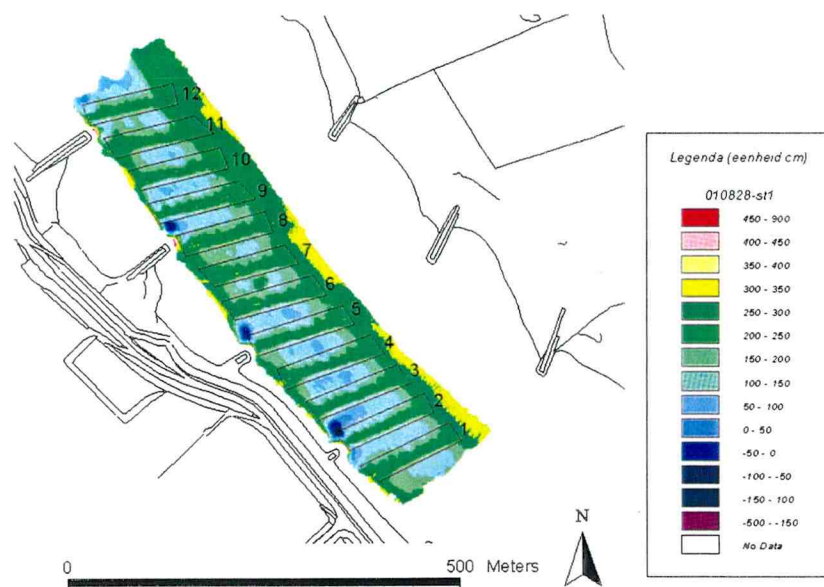 12
11
10
9
8
7
6
5
4
3
2
1
Legenda (eenheid cm)
010828-st1
450 - 900
400 - 450
350 - 400
300 - 350
250 - 300
200 - 250
150 - 200
100 - 150
50 - 100
0 - 50
-50 - 0
-100 - -50
-150 - 100
-500 - -150
No Data
N
0 500 Meters